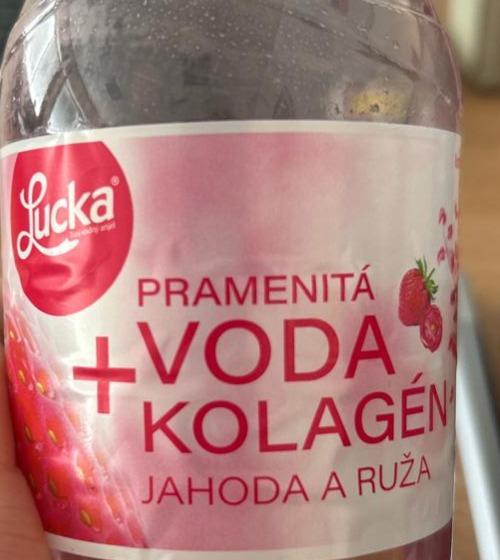 Lucka®
PRAMENITÁ
+VODA
KOLAGÉN+
JAHODA A RUŽA